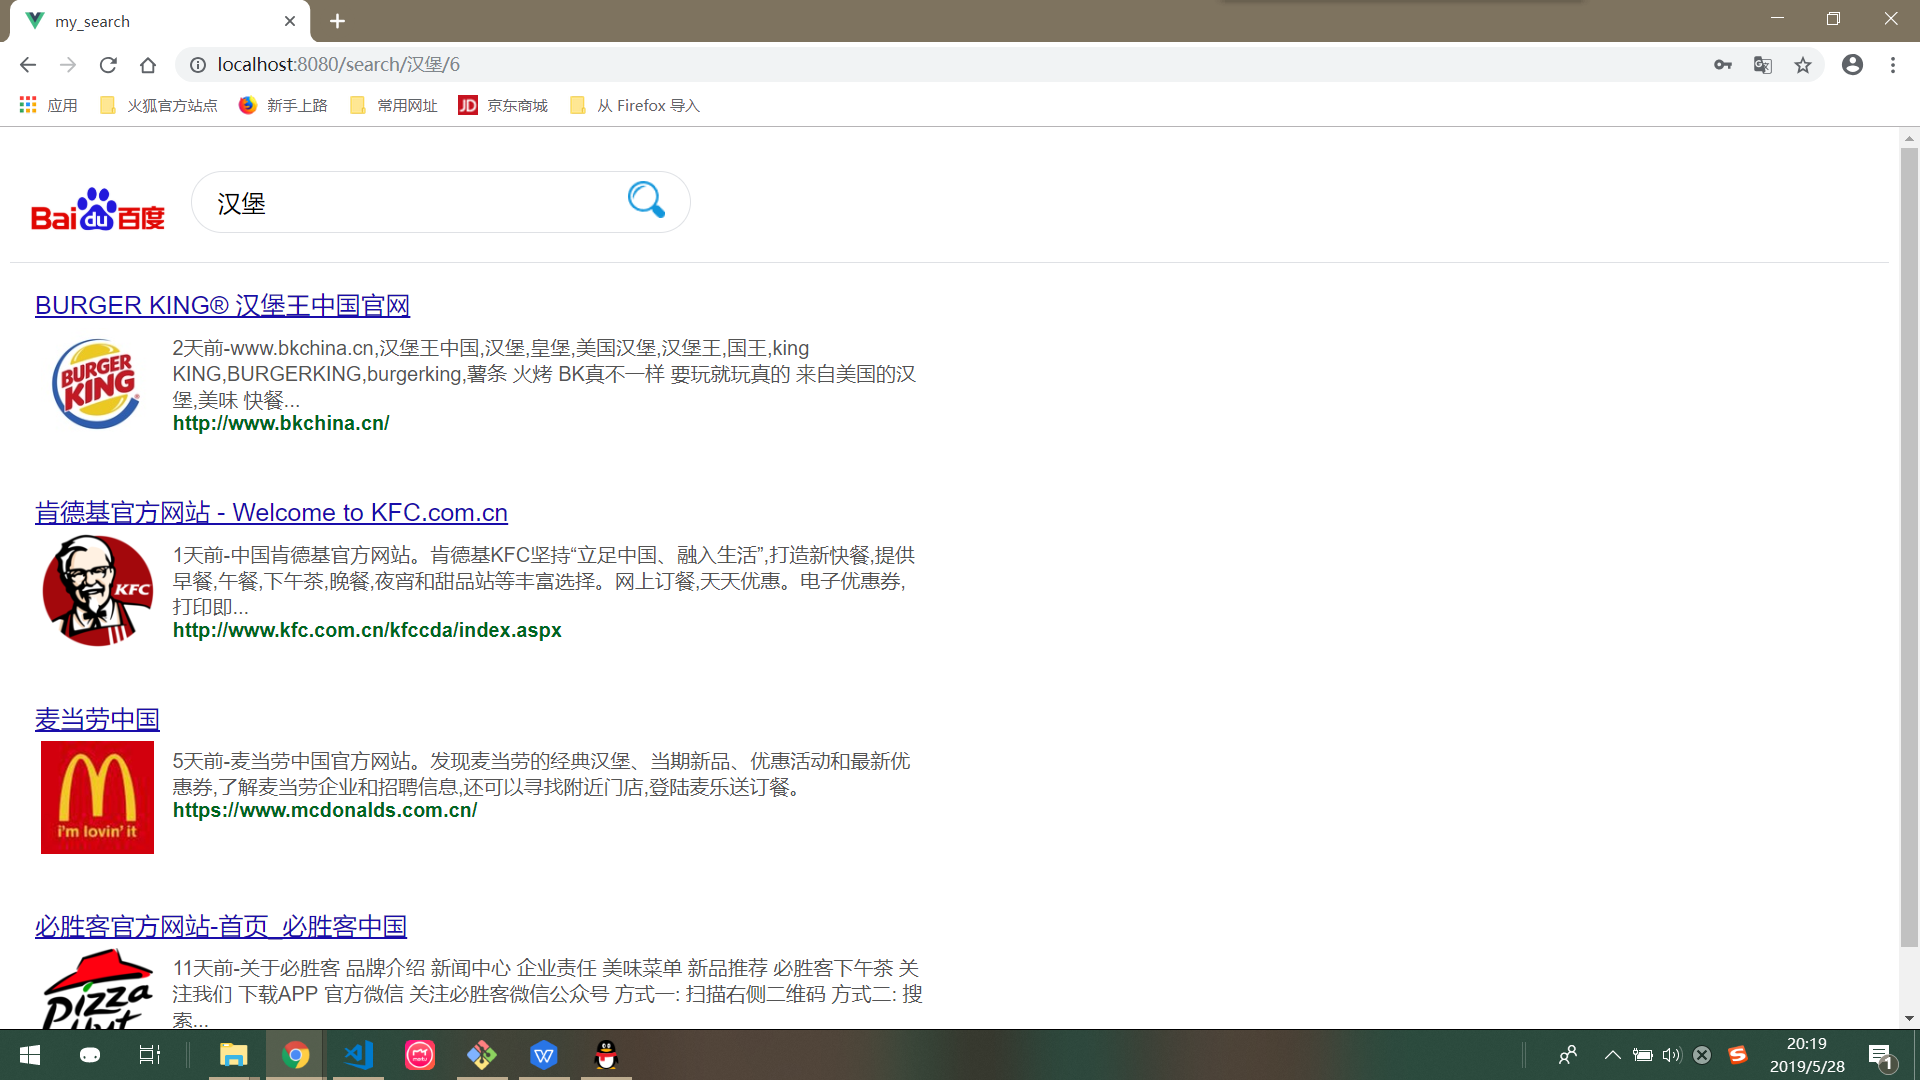 my_search
localhost:8080/search/汉堡/6
应用 火狐官方站点 新手上路 常用网址 JD 京东商城 从 Firefox 导入
Bai du 百度 汉堡
BURGER KING® 汉堡王中国官网
BURGER KING
2天前-www.bkchina.cn,汉堡王中国,汉堡,皇堡,美国汉堡,汉堡王,国王,king
KING,BURGERKING,burgerking,薯条 火烤 BK真不一样 要玩就玩真的 来自美国的汉
堡,美味 快餐...
http://www.bkchina.cn/
肯德基官方网站 - Welcome to KFC.com.cn
KFC
1天前-中国肯德基官方网站。肯德基KFC坚持“立足中国、融入生活”,打造新快餐,提供
早餐,午餐,下午茶,晚餐,夜宵和甜品站等丰富选择。网上订餐,天天优惠。电子优惠券,
打印即...
http://www.kfc.com.cn/kfccda/index.aspx
麦当劳中国
i'm lovin' it
5天前-麦当劳中国官方网站。发现麦当劳的经典汉堡、当期新品、优惠活动和最新优
惠券,了解麦当劳企业和招聘信息,还可以寻找附近门店,登陆麦乐送订餐。
https://www.mcdonalds.com.cn/
必胜客官方网站-首页_必胜客中国
Pizza
Hut
11天前-关于必胜客 品牌介绍 新闻中心 企业责任 美味菜单 新品推荐 必胜客下午茶 关
注我们 下载APP 官方微信 关注必胜客微信公众号 方式一: 扫描右侧二维码 方式二: 搜
索...
20:19
2019/5/28
1